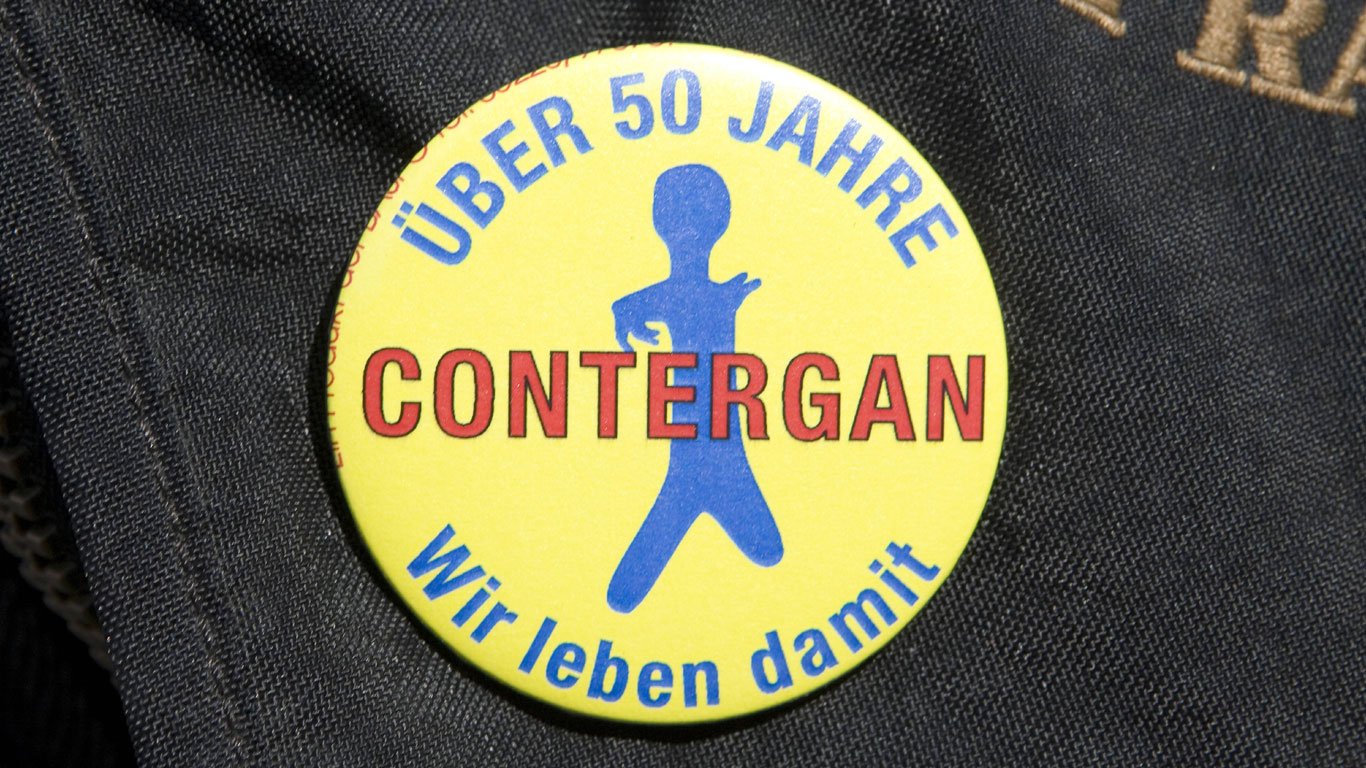 ÜBER 50 JAHRE
CONTERGAN
Wir leben damit